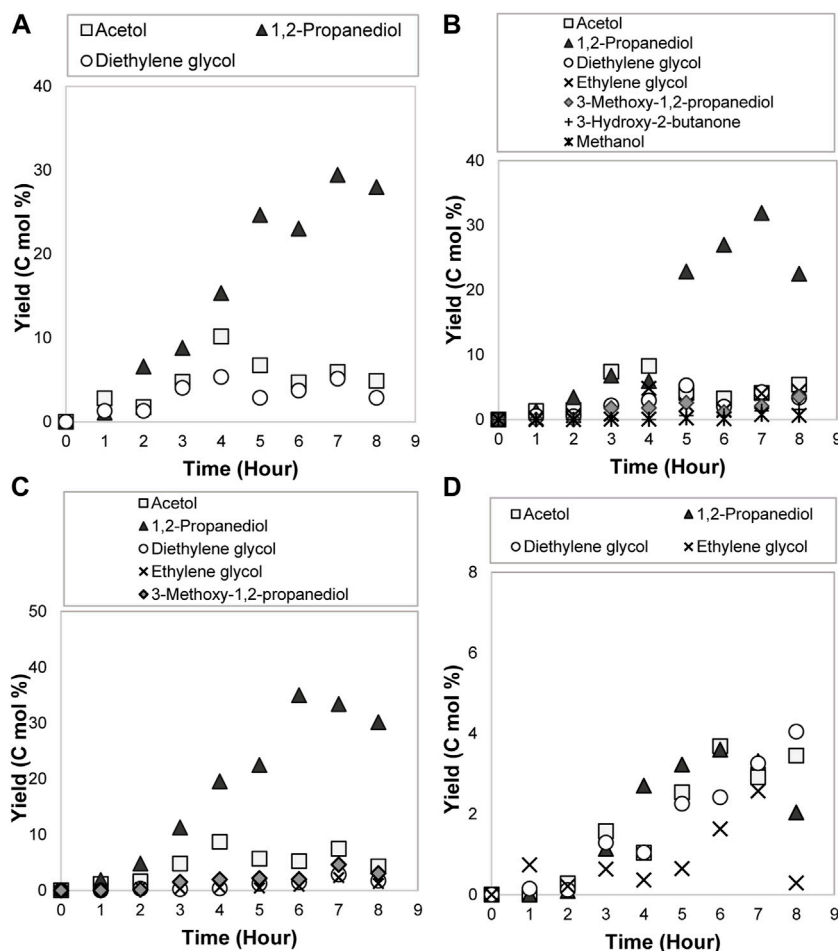 A
Acetol 1,2-Propanediol
Diethylene glycol
Yield (C mol %)
40
30
20
10
0
0 1 2 3 4 5 6 7 8 9
Time (Hour)
B
Acetol
1,2-Propanediol
Diethylene glycol
Ethylene glycol
3-Methoxy-1,2-propanediol
3-Hydroxy-2-butanone
Methanol
Yield (C mol %)
40
30
20
10
0
0 1 2 3 4 5 6 7 8 9
Time (Hour)
C
Acetol
1,2-Propanediol
Diethylene glycol
Ethylene glycol
3-Methoxy-1,2-propanediol
Yield (C mol %)
50
40
30
20
10
0
0 1 2 3 4 5 6 7 8 9
Time (Hour)
D
Acetol 1,2-Propanediol
Diethylene glycol Ethylene glycol
Yield (C mol %)
8
6
4
2
0
0 1 2 3 4 5 6 7 8 9
Time (Hour)